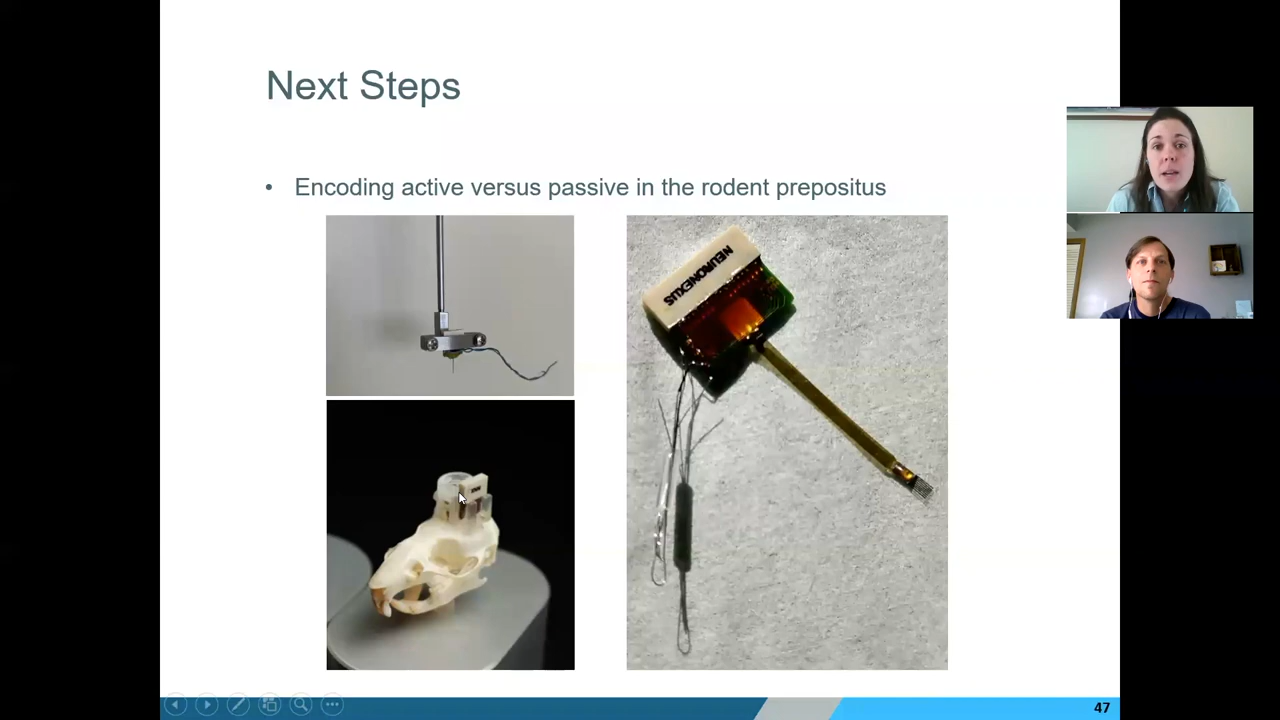 Next Steps
• Encoding active versus passive in the rodent prepositus
NEURONEXUS
47